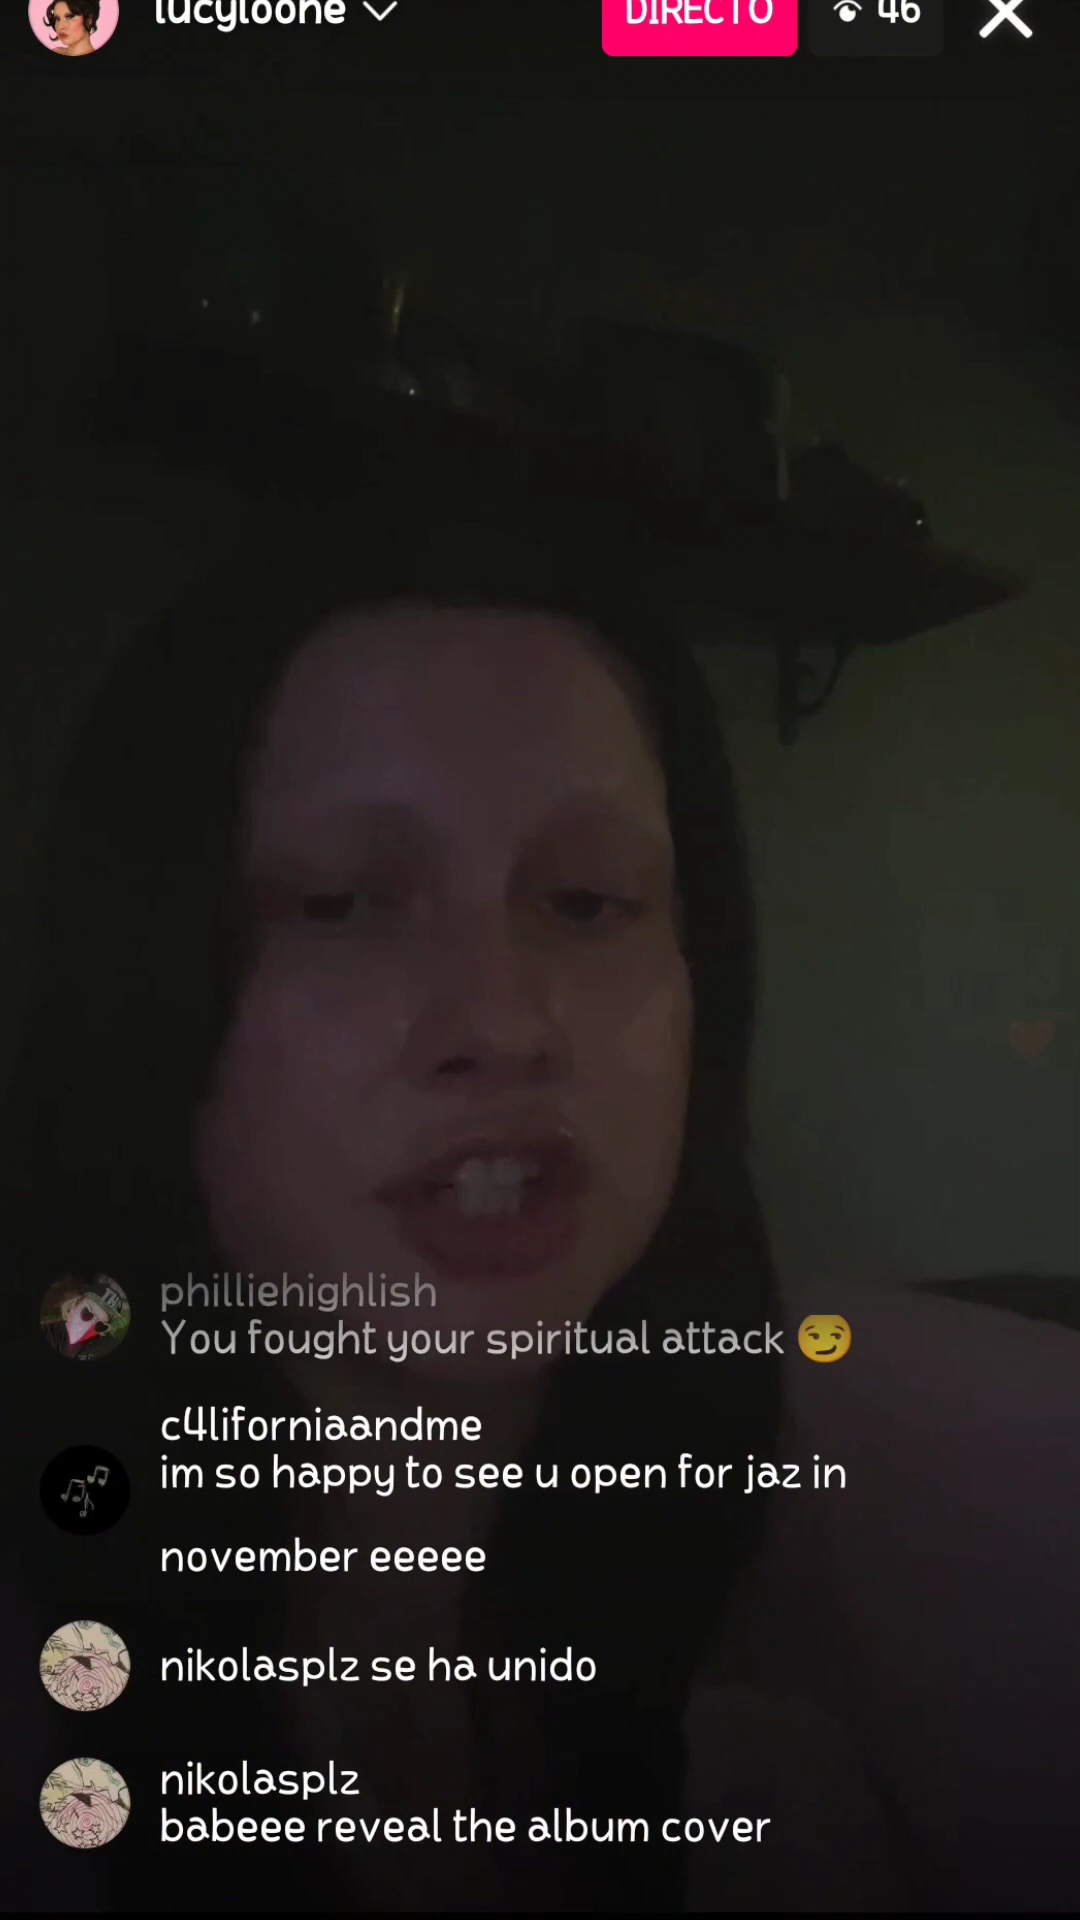 lucyloone
DIRECTO
46
philliehighlish
You fought your spiritual attack 😏
c4liforniaandme
im so happy to see u open for jaz in
november eeeee
nikolasplz se ha unido
nikolasplz
babeee reveal the album cover